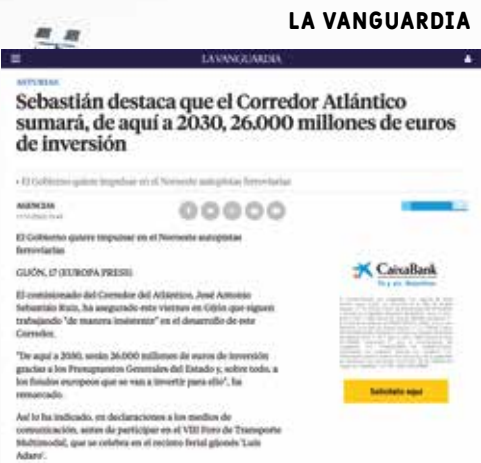 LA VANGUARDIA
LA VANGUARDIA
ASTURIAS
Sebastián destaca que el Corredor Atlántico
sumará, de aquí a 2030, 26.000 millones de euros
de inversión
• El Gobierno quiere impulsar en el Noroeste autopistas ferroviarias
AGENCIAS
El Gobierno quiere impulsar en el Noroeste autopistas
ferroviarias
GIJÓN, 17 (EUROPA PRESS)
El comisionado del Corredor del Atlántico, José Antonio
Sebastián Ruiz, ha asegurado este viernes en Gijón que siguen
trabajando "de manera insistente" en el desarrollo de este
Corredor.
"De aquí a 2030, serán 26.000 millones de euros de inversión
gracias a los Presupuestos Generales del Estado y, sobre todo, a
los fondos europeos que se van a invertir para ello", ha
remarcado.
Así lo ha indicado, en declaraciones a los medios de
comunicación, antes de participar en el VIII Foro de Transporte
Multimodal, que se celebra en el recinto ferial gijonés 'Luis
Adaro'.
CaixaBank
Solicítalo aquí